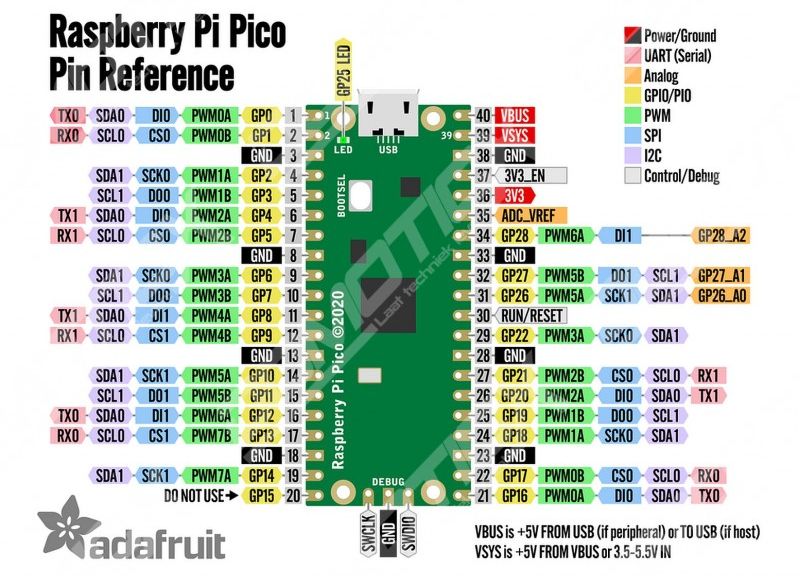 Raspberry Pi Pico
Pin Reference
GP25 LED
Power/Ground
UART (Serial)
Analog
GPIO/PIO
PWM
SPI
I2C
Control/Debug
TX0 SDA0 DI0 PWM0A GP0 1
RX0 SCL0 CS0 PWM0B GP1 2
GND 3
SDA1 SCK0 PWM1A GP2 4
SCL1 DO0 PWM1B GP3 5
TX1 SDA0 DI0 PWM2A GP4 6
RX1 SCL0 CS0 PWM2B GP5 7
GND 8
SDA1 SCK0 PWM3A GP6 9
SCL1 DO0 PWM3B GP7 10
TX1 SDA0 DI1 PWM4A GP8 11
RX1 SCL0 CS1 PWM4B GP9 12
GND 13
SDA1 SCK1 PWM5A GP10 14
SCL1 DO1 PWM5B GP11 15
TX0 SDA0 DI1 PWM6A GP12 16
RX0 SCL0 CS1 PWM7B GP13 17
GND 18
SDA1 SCK1 PWM7A GP14 19
DO NOT USE GP15 20
1
2
39
LED
USB
BOOTSEL
Raspberry Pi Pico ©2020
DEBUG
SWCLK
GND
SWDIO
MOTIC
Laat techniek
40 VBUS
39 VSYS
38 GND
37 3V3_EN
36 3V3
35 ADC_VREF
34 GP28 PWM6A DI1 GP28_A2
33 GND
32 GP27 PWM5B DO1 SCL1 GP27_A1
31 GP26 PWM5A SCK1 SDA1 GP26_A0
30 RUN/RESET
29 GP22 PWM3A SCK0 SDA1
28 GND
27 GP21 PWM2B CS0 SCL0 RX1
26 GP20 PWM2A DI0 SDA0 TX1
25 GP19 PWM1B DO0 SCL1
24 GP18 PWM1A SCK0 SDA1
23 GND
22 GP17 PWM0B CS0 SCL0 RX0
21 GP16 PWM0A DI0 SDA0 TX0
adafruit
VBUS is +5V FROM USB (if peripheral) or TO USB (if host)
VSYS is +5V FROM VBUS or 3.5-5.5V IN